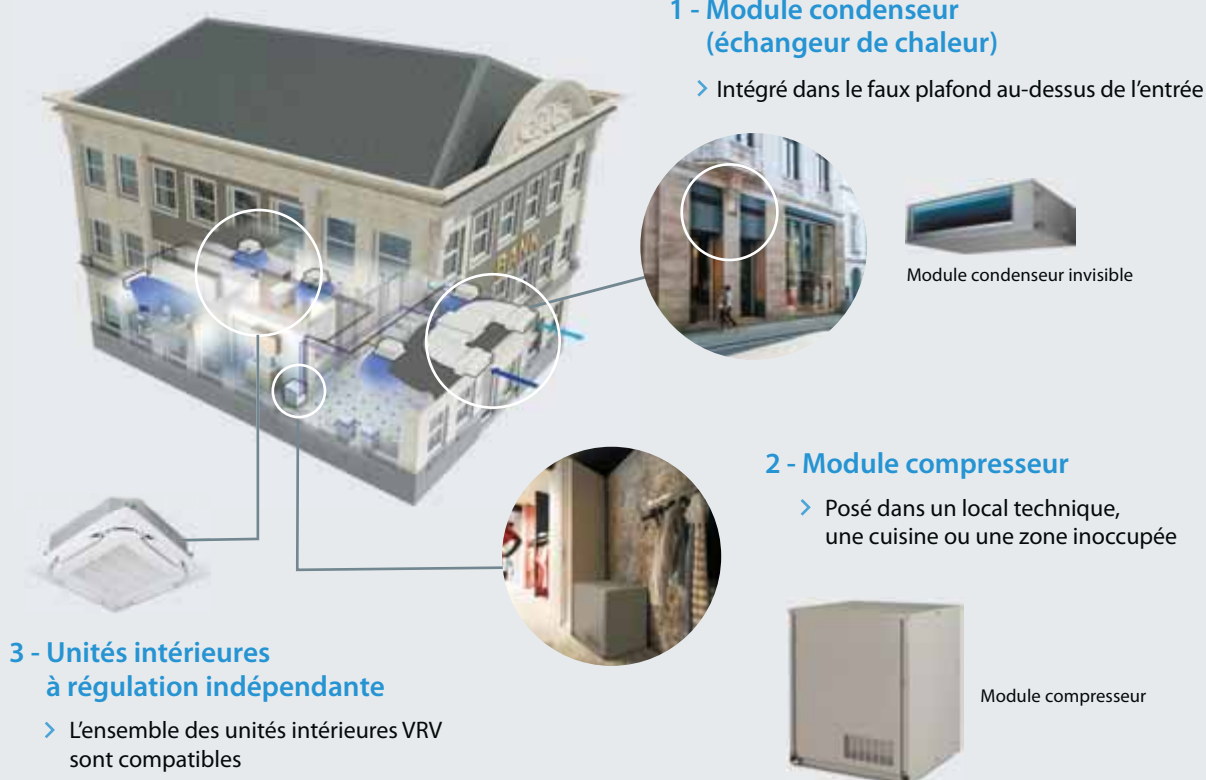 1 - Module condenseur
(échangeur de chaleur)
> Intégré dans le faux plafond au-dessus de l'entrée
Module condenseur invisible
BANK
2 - Module compresseur
> Posé dans un local technique,
une cuisine ou une zone inoccupée
Module compresseur
3 - Unités intérieures
à régulation indépendante
> L'ensemble des unités intérieures VRV
sont compatibles